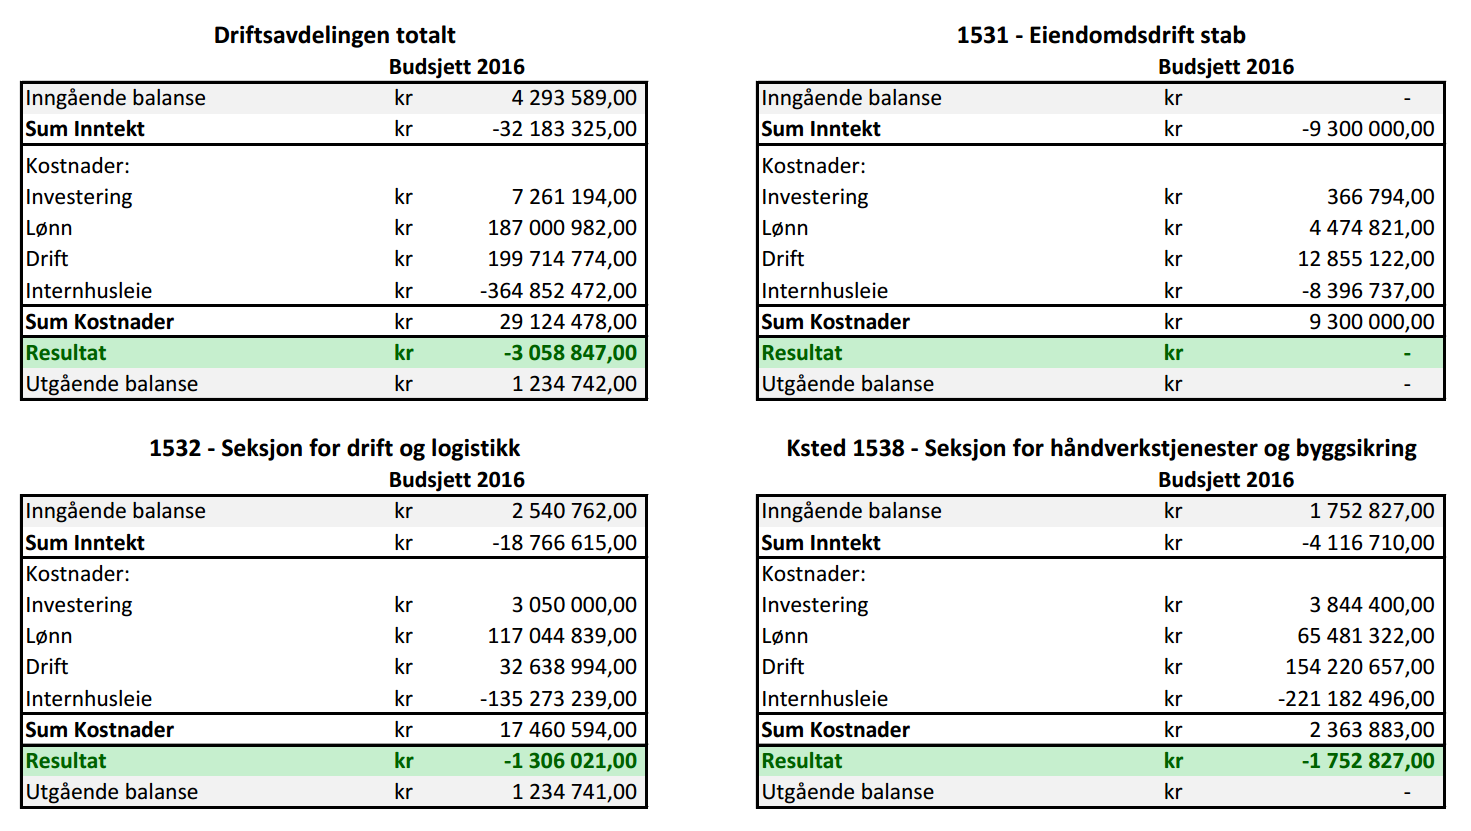 Driftsavdelingen totalt
Budsjett 2016
Inngående balanse kr 4 293 589,00
Sum Inntekt kr -32 183 325,00
Kostnader:
Investering kr 7 261 194,00
Lønn kr 187 000 982,00
Drift kr 199 714 774,00
Internhusleie kr -364 852 472,00
Sum Kostnader kr 29 124 478,00
Resultat kr -3 058 847,00
Utgående balanse kr 1 234 742,00
1531 - Eiendomdsdrift stab
Budsjett 2016
Inngående balanse kr -
Sum Inntekt kr -9 300 000,00
Kostnader:
Investering kr 366 794,00
Lønn kr 4 474 821,00
Drift kr 12 855 122,00
Internhusleie kr -8 396 737,00
Sum Kostnader kr 9 300 000,00
Resultat kr -
Utgående balanse kr -
1532 - Seksjon for drift og logistikk
Budsjett 2016
Inngående balanse kr 2 540 762,00
Sum Inntekt kr -18 766 615,00
Kostnader:
Investering kr 3 050 000,00
Lønn kr 117 044 839,00
Drift kr 32 638 994,00
Internhusleie kr -135 273 239,00
Sum Kostnader kr 17 460 594,00
Resultat kr -1 306 021,00
Utgående balanse kr 1 234 741,00
Ksted 1538 - Seksjon for håndverkstjenester og byggsikring
Budsjett 2016
Inngående balanse kr 1 752 827,00
Sum Inntekt kr -4 116 710,00
Kostnader:
Investering kr 3 844 400,00
Lønn kr 65 481 322,00
Drift kr 154 220 657,00
Internhusleie kr -221 182 496,00
Sum Kostnader kr 2 363 883,00
Resultat kr -1 752 827,00
Utgående balanse kr -